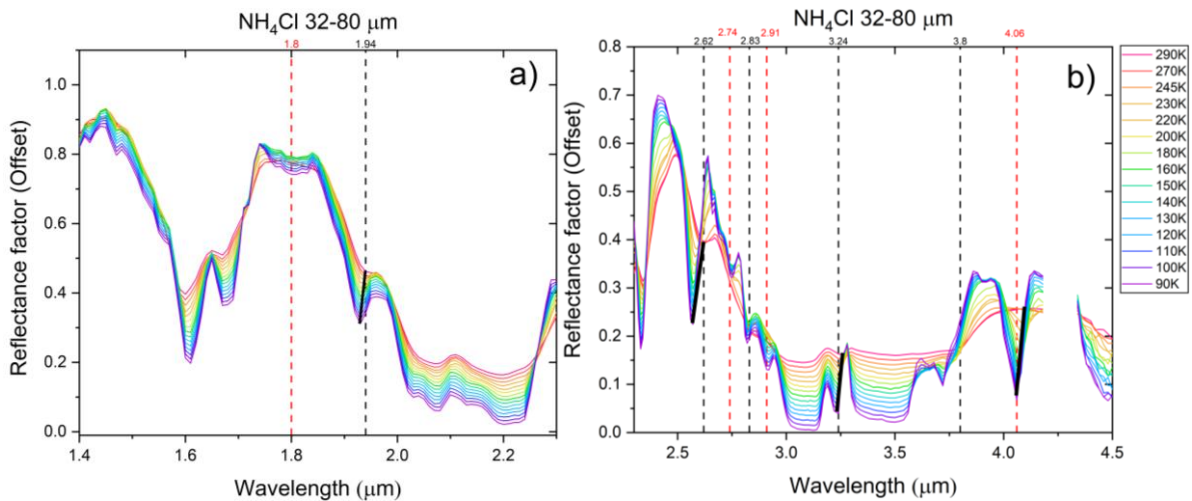 NH₄Cl 32-80 μm
1.8
1.94
a)
Reflectance factor (Offset)
1.0
0.8
0.6
0.4
0.2
0.0
1.4
1.6
1.8
2.0
2.2
Wavelength (μm)
NH₄Cl 32-80 μm
2.62
2.74
2.83
2.91
3.24
3.8
4.06
b)
Reflectance factor (Offset)
0.8
0.7
0.6
0.5
0.4
0.3
0.2
0.1
0.0
2.5
3.0
3.5
4.0
4.5
Wavelength (μm)
290K
270K
245K
230K
220K
200K
180K
160K
150K
140K
130K
120K
110K
100K
90K